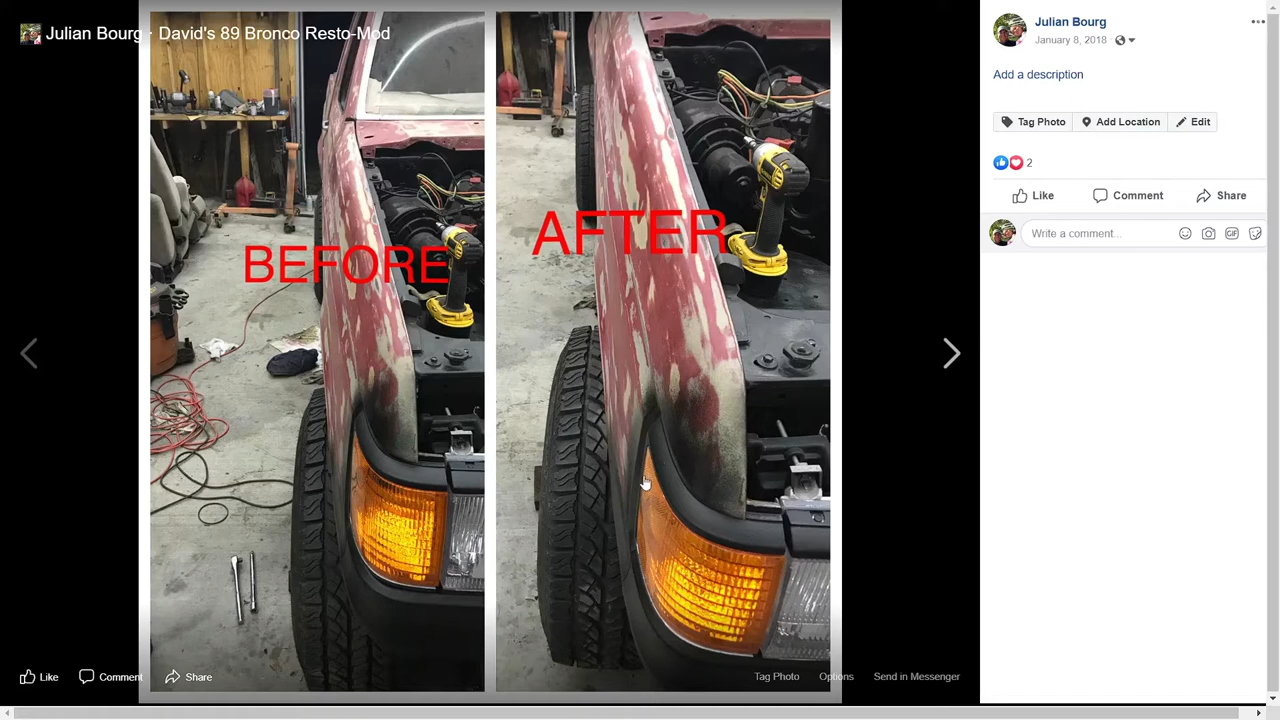 Julian Bourg · David's 89 Bronco Resto-Mod
BEFORE
AFTER
Like
Comment
Share
Tag Photo
Options
Send in Messenger
Julian Bourg
January 8, 2018 ·
Add a description
Tag Photo
Add Location
Edit
2
Like
Comment
Share
Write a comment...
GIF